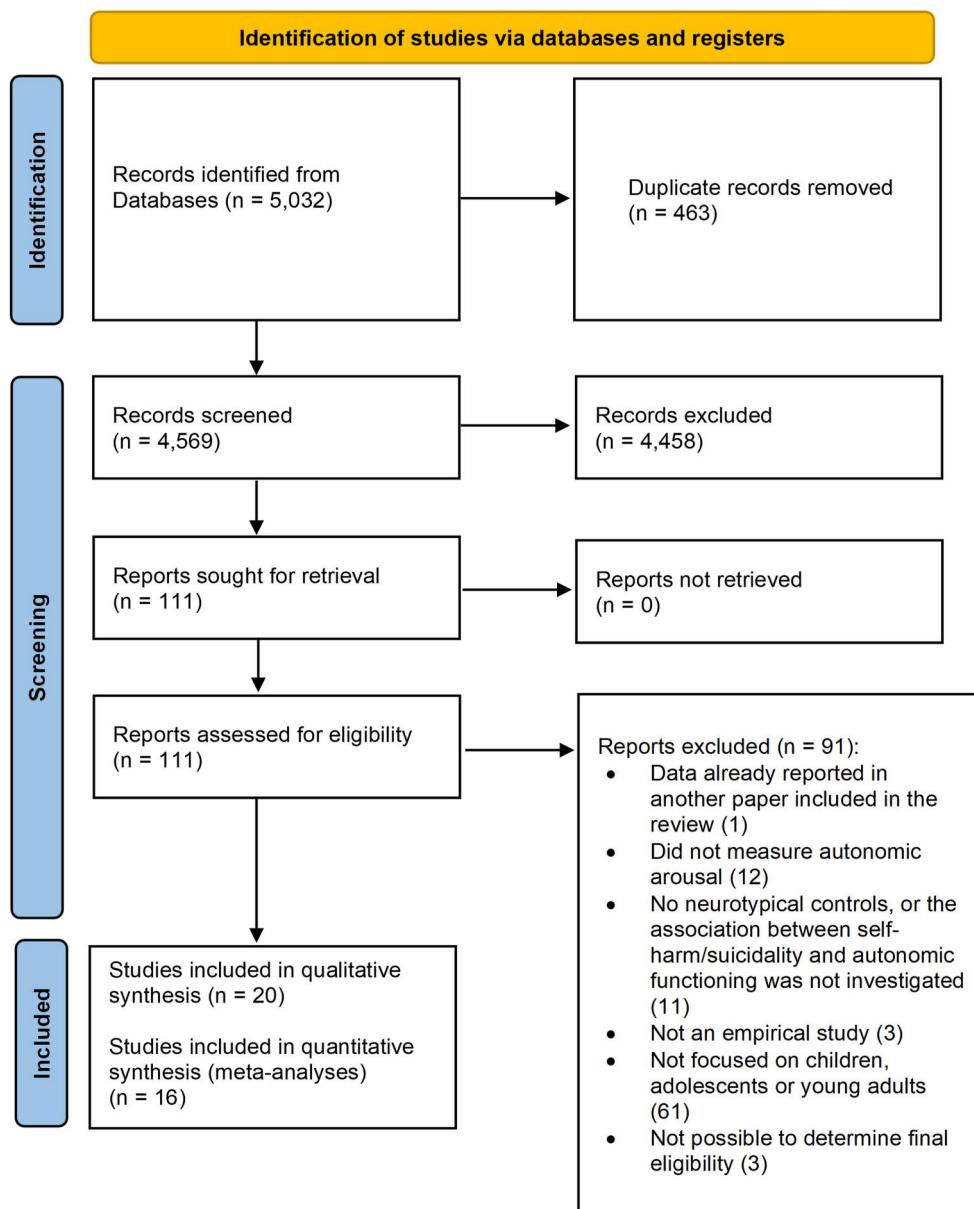 Identification of studies via databases and registers
Identification
Records identified from
Databases (n = 5,032)
Duplicate records removed
(n = 463)
Screening
Records screened
(n = 4,569)
Records excluded
(n = 4,458)
Reports sought for retrieval
(n = 111)
Reports not retrieved
(n = 0)
Reports assessed for eligibility
(n = 111)
Reports excluded (n = 91):
• Data already reported in
another paper included in the
review (1)
• Did not measure autonomic
arousal (12)
• No neurotypical controls, or the
association between self-
harm/suicidality and autonomic
functioning was not investigated
(11)
• Not an empirical study (3)
• Not focused on children,
adolescents or young adults
(61)
• Not possible to determine final
eligibility (3)
Included
Studies included in qualitative
synthesis (n = 20)
Studies included in quantitative
synthesis (meta-analyses)
(n = 16)